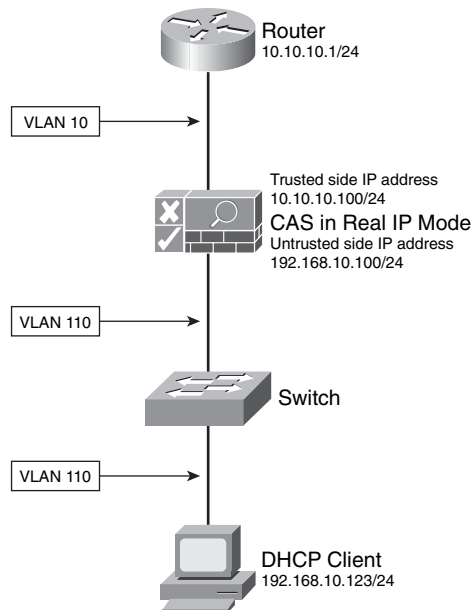 Router
10.10.10.1/24
VLAN 10
Trusted side IP address
10.10.10.100/24
CAS in Real IP Mode
Untrusted side IP address
192.168.10.100/24
VLAN 110
Switch
VLAN 110
DHCP Client
192.168.10.123/24